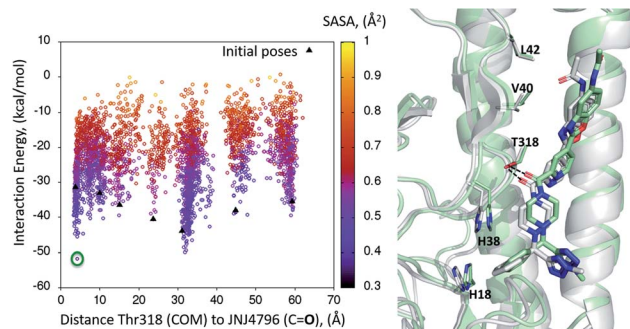 SASA, (Å²)
Initial poses ▲
10
0
-10
-20
-30
-40
-50
-60
Interaction Energy, (kcal/mol)
0 10 20 30 40 50 60 70
Distance Thr318 (COM) to JNJ4796 (C=O), (Å)
1
0.9
0.8
0.7
0.6
0.5
0.4
0.3
L42
V40
T318
H38
H18